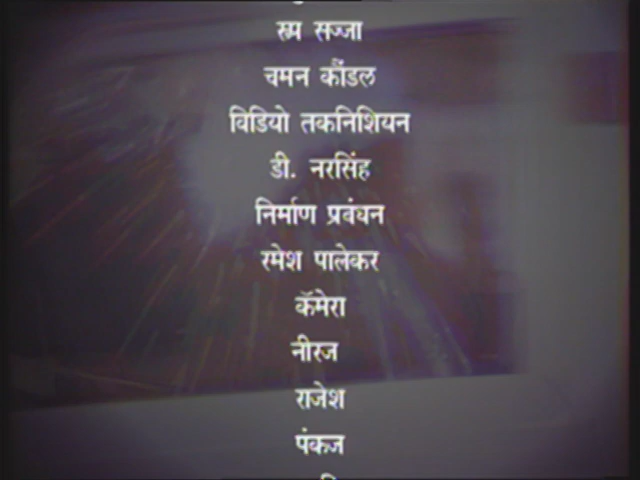 रूप सज्जा
चमन कौंडल
विडियो तकनिशियन
डी. नरसिंह
निर्माण प्रबंधन
रमेश पालेकर
कॅमेरा
नीरज
राजेश
पंकज